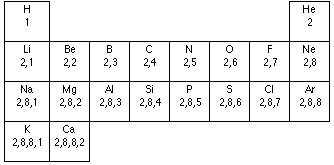 H He
1 2
Li Be B C N O F Ne
2,1 2,2 2,3 2,4 2,5 2,6 2,7 2,8
Na Mg Al Si P S Cl Ar
2,8,1 2,8,2 2,8,3 2,8,4 2,8,5 2,8,6 2,8,7 2,8,8
K Ca
2,8,8,1 2,8,8,2